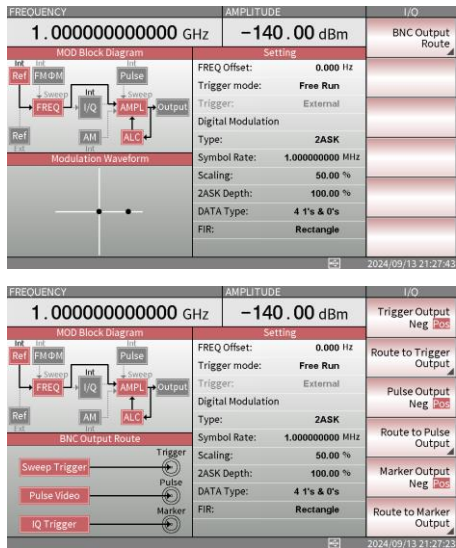 FREQUENCY AMPLITUDE I/O
1.000000000000 GHz −140.00 dBm BNC Output
Route
MOD Block Diagram Setting
Int Int Int
Ref FMΦM Pulse
Sweep Int Sweep
FREQ I/Q AMPL Output
Ref AM ALC
Ext Int
FREQ Offset: 0.000 Hz
Trigger mode: Free Run
Trigger: External
Digital Modulation
Type: 2ASK
Symbol Rate: 1.000000000 MHz
Scaling: 50.00 %
2ASK Depth: 100.00 %
DATA Type: 4 1's & 0's
FIR: Rectangle
Modulation Waveform
2024/09/13 21:27:43
FREQUENCY AMPLITUDE I/O
1.000000000000 GHz −140.00 dBm Trigger Output
Neg Pos
MOD Block Diagram Setting
Int Int Int
Ref FMΦM Pulse
Sweep Int Sweep
FREQ I/Q AMPL Output
Ref AM ALC
Ext Int
FREQ Offset: 0.000 Hz
Trigger mode: Free Run
Trigger: External
Digital Modulation
Type: 2ASK
Symbol Rate: 1.000000000 MHz
Scaling: 50.00 %
2ASK Depth: 100.00 %
DATA Type: 4 1's & 0's
FIR: Rectangle
BNC Output Route
Trigger
Sweep Trigger
Pulse
Pulse Video
Marker
IQ Trigger
Route to Trigger
Output
Pulse Output
Neg Pos
Route to Pulse
Output
Marker Output
Neg Pos
Route to Marker
Output
2024/09/13 21:27:23